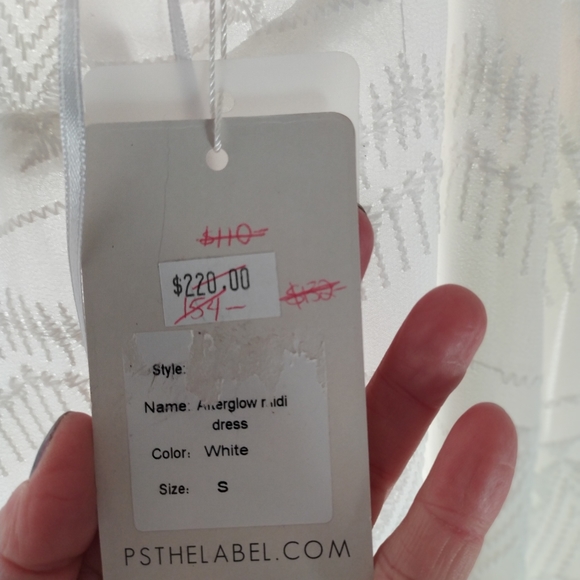 $110
$220.00
154-
$132
Style:
Name: Afterglow midi
dress
Color: White
Size: S
PSTHELABEL.COM